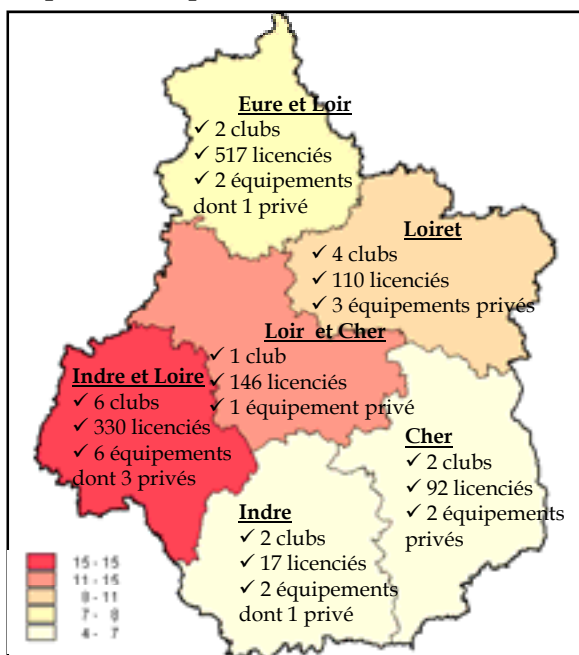 Eure et Loir
✓ 2 clubs
✓ 517 licenciés
✓ 2 équipements
dont 1 privé
Loiret
✓ 4 clubs
✓ 110 licenciés
✓ 3 équipements privés
Loir et Cher
✓ 1 club
✓ 146 licenciés
✓ 1 équipement privé
Indre et Loire
✓ 6 clubs
✓ 330 licenciés
✓ 6 équipements
dont 3 privés
Cher
✓ 2 clubs
✓ 92 licenciés
✓ 2 équipements
privés
Indre
✓ 2 clubs
✓ 17 licenciés
✓ 2 équipements
dont 1 privé
15 - 15
11 - 15
8 - 11
7 - 8
4 - 7